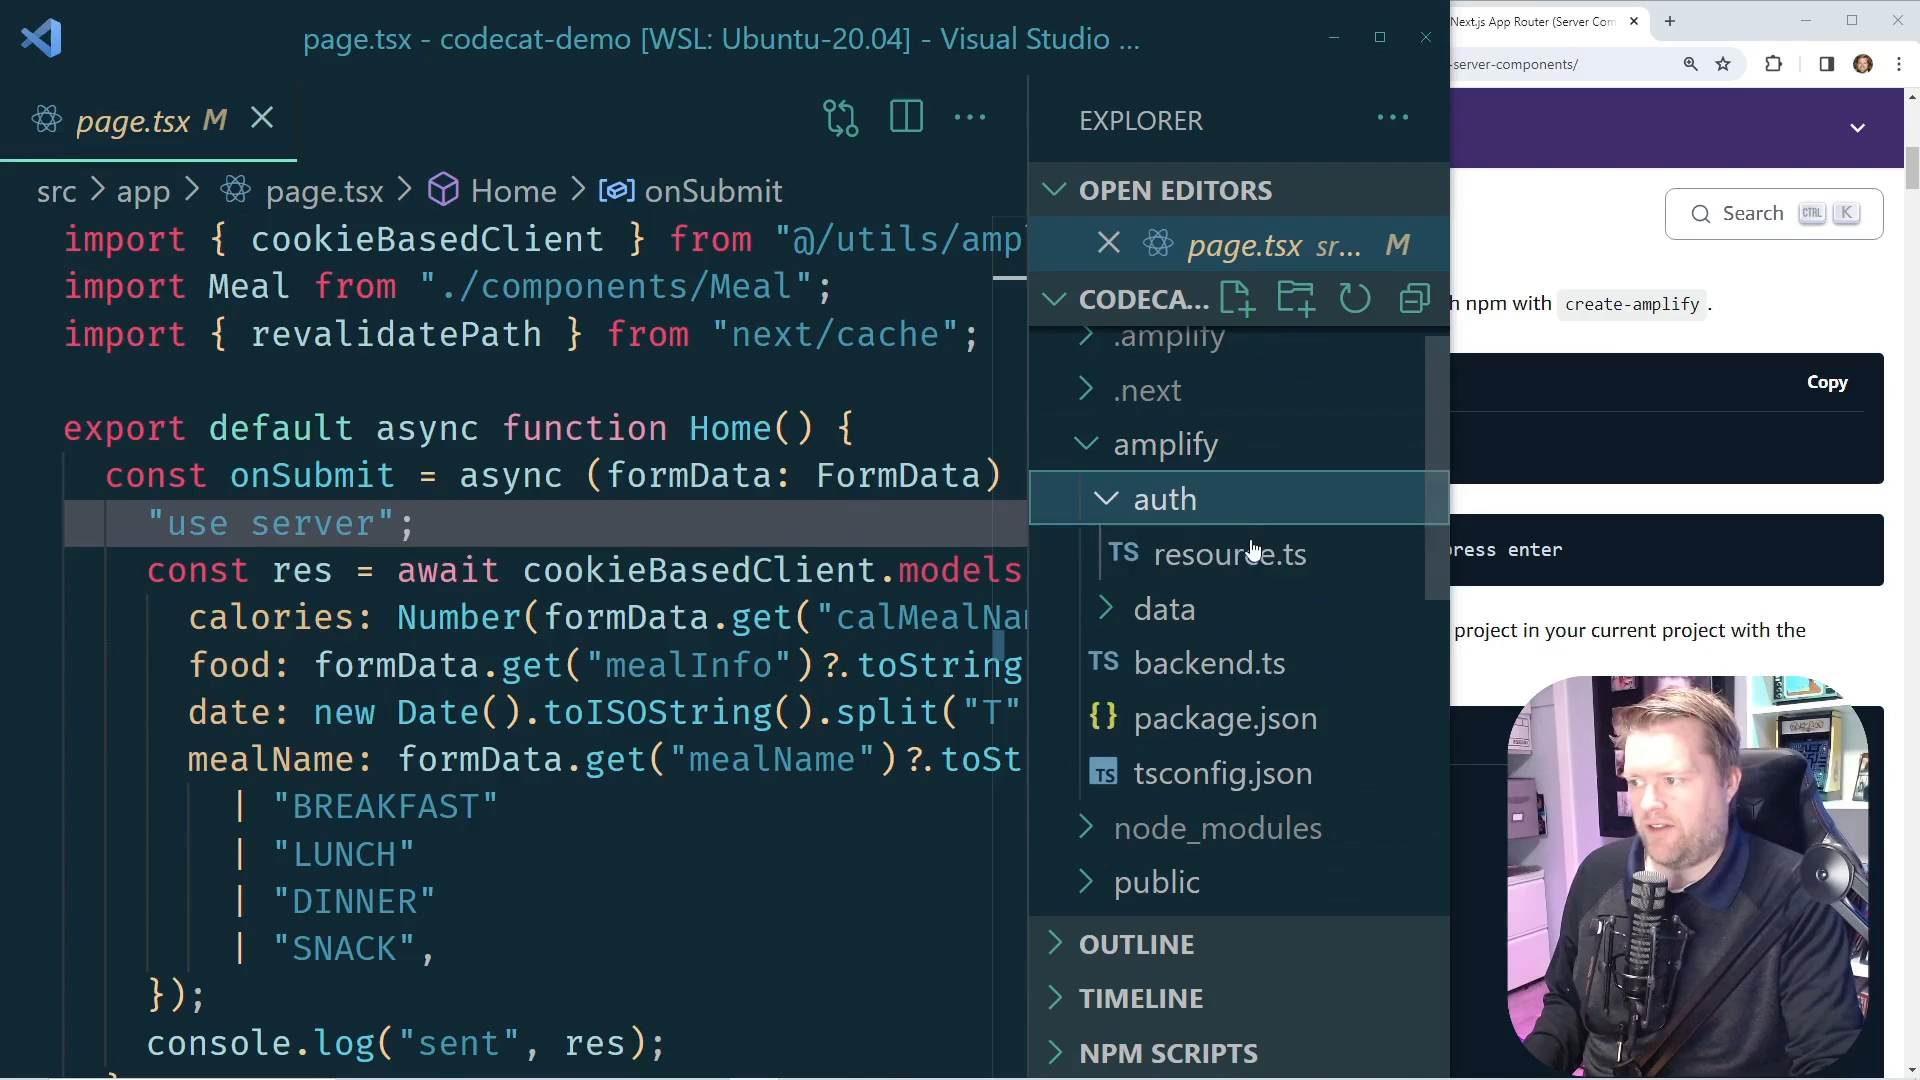 page.tsx - codecat-demo [WSL: Ubuntu-20.04] - Visual Studio ...
page.tsx M
src > app > page.tsx > Home > onSubmit
import { cookieBasedClient } from "@/utils/amp
import Meal from "./components/Meal";
import { revalidatePath } from "next/cache";
export default async function Home() {
const onSubmit = async (formData: FormData)
"use server";
const res = await cookieBasedClient.models
calories: Number(formData.get("calMealNa
food: formData.get("mealInfo")?.toString
date: new Date().toISOString().split("T"
mealName: formData.get("mealName")?.toSt
| "BREAKFAST"
| "LUNCH"
| "DINNER"
| "SNACK",
});
console.log("sent", res);
EXPLORER
OPEN EDITORS
page.tsx sr... M
CODECA...
.amplify
.next
amplify
auth
TS resource.ts
data
TS backend.ts
{} package.json
TS tsconfig.json
node_modules
public
OUTLINE
TIMELINE
NPM SCRIPTS
Next.js App Router (Server Com
-server-components/
Search CTRL K
h npm with create-amplify.
Copy
press enter
project in your current project with the